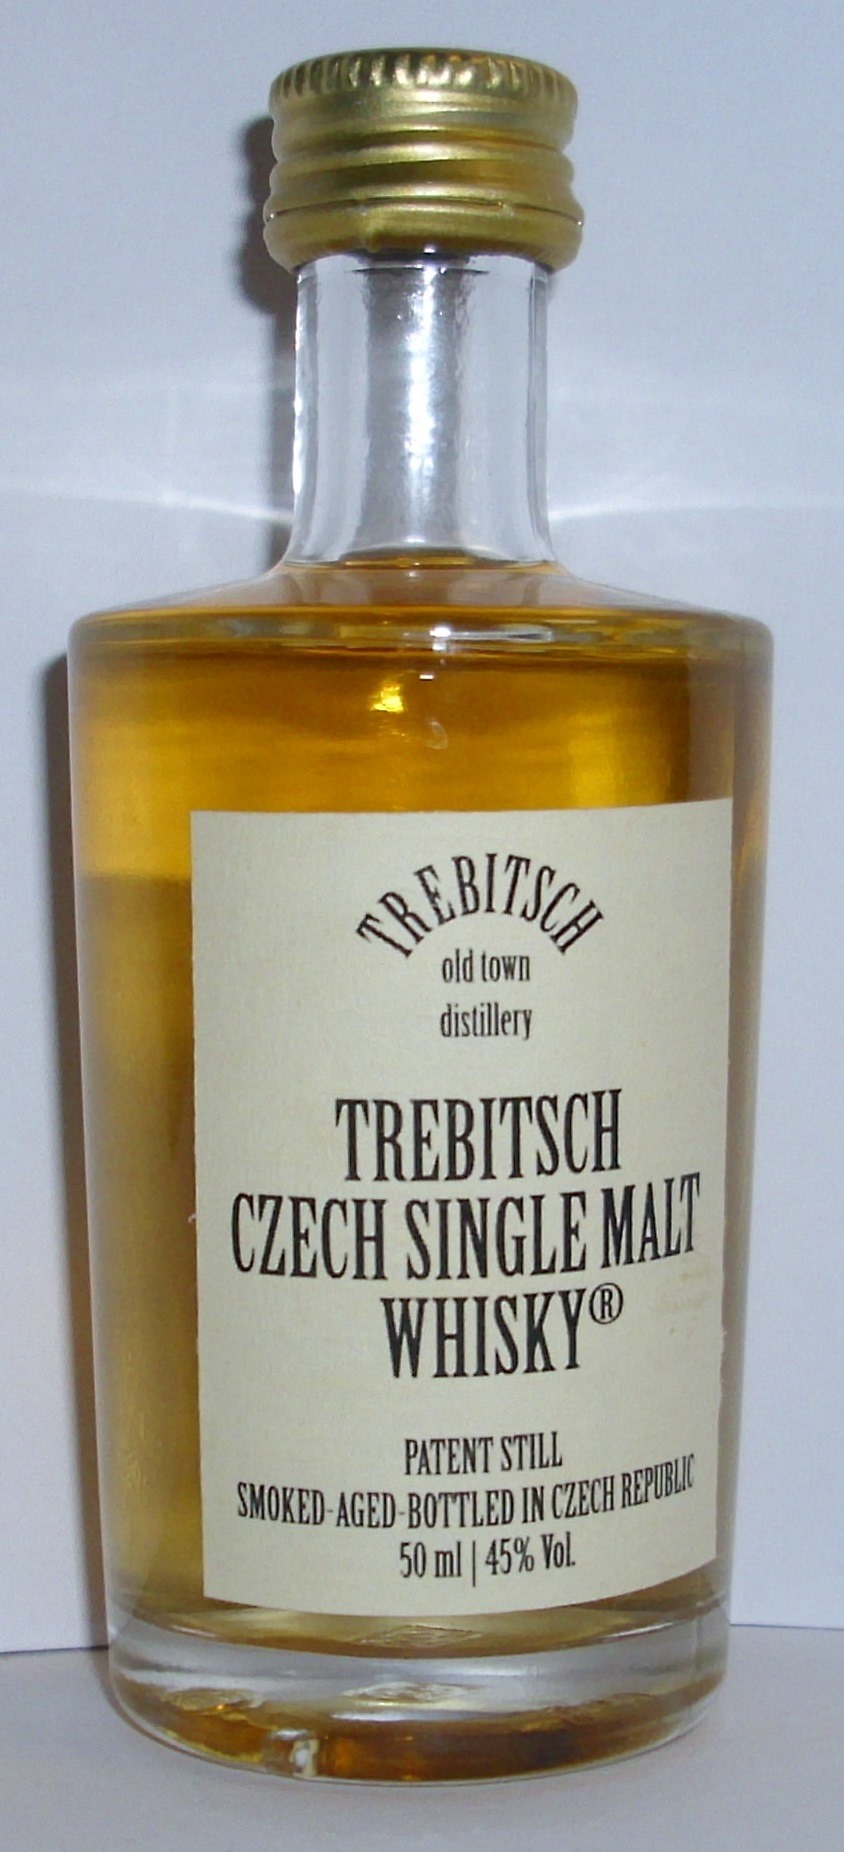 TREBITSCH
old town
distillery
TREBITSCH
CZECH SINGLE MALT
WHISKY®
PATENT STILL
SMOKED-AGED-BOTTLED IN CZECH REPUBLIC
50 ml | 45% Vol.